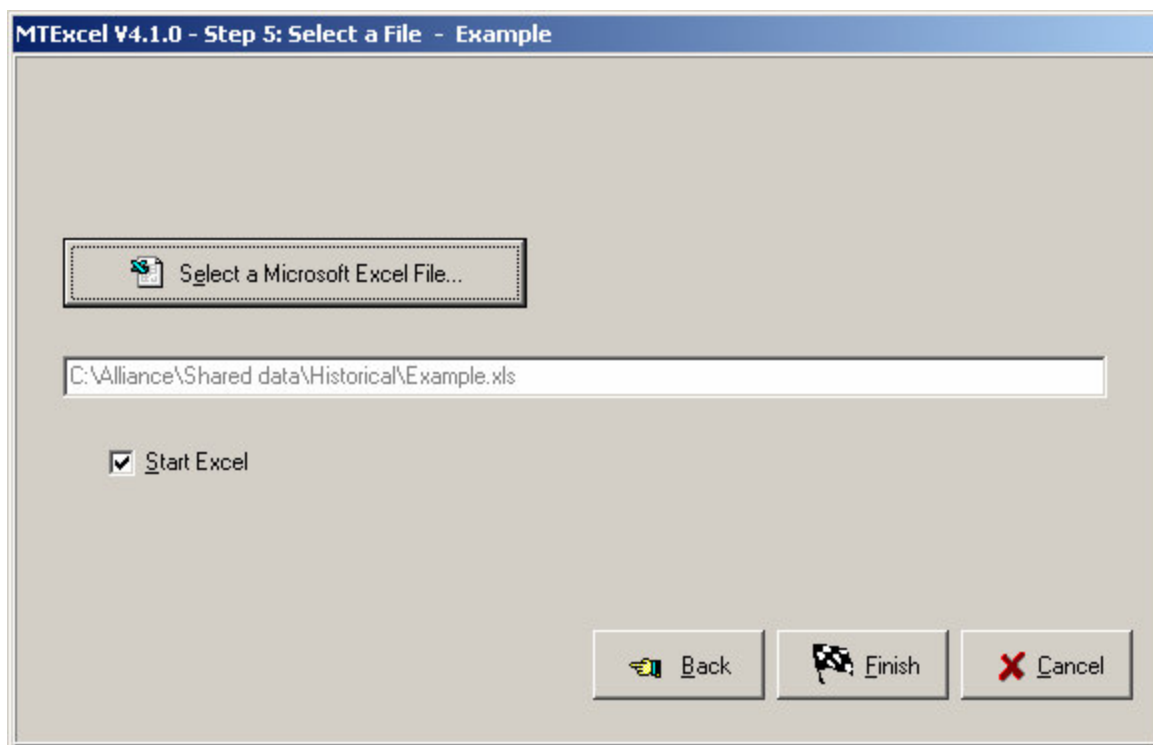 MTExcel V4.1.0 - Step 5: Select a File - Example
Select a Microsoft Excel File...
C:\Alliance\Shared data\Historical\Example.xls
Start Excel
Back
Finish
Cancel